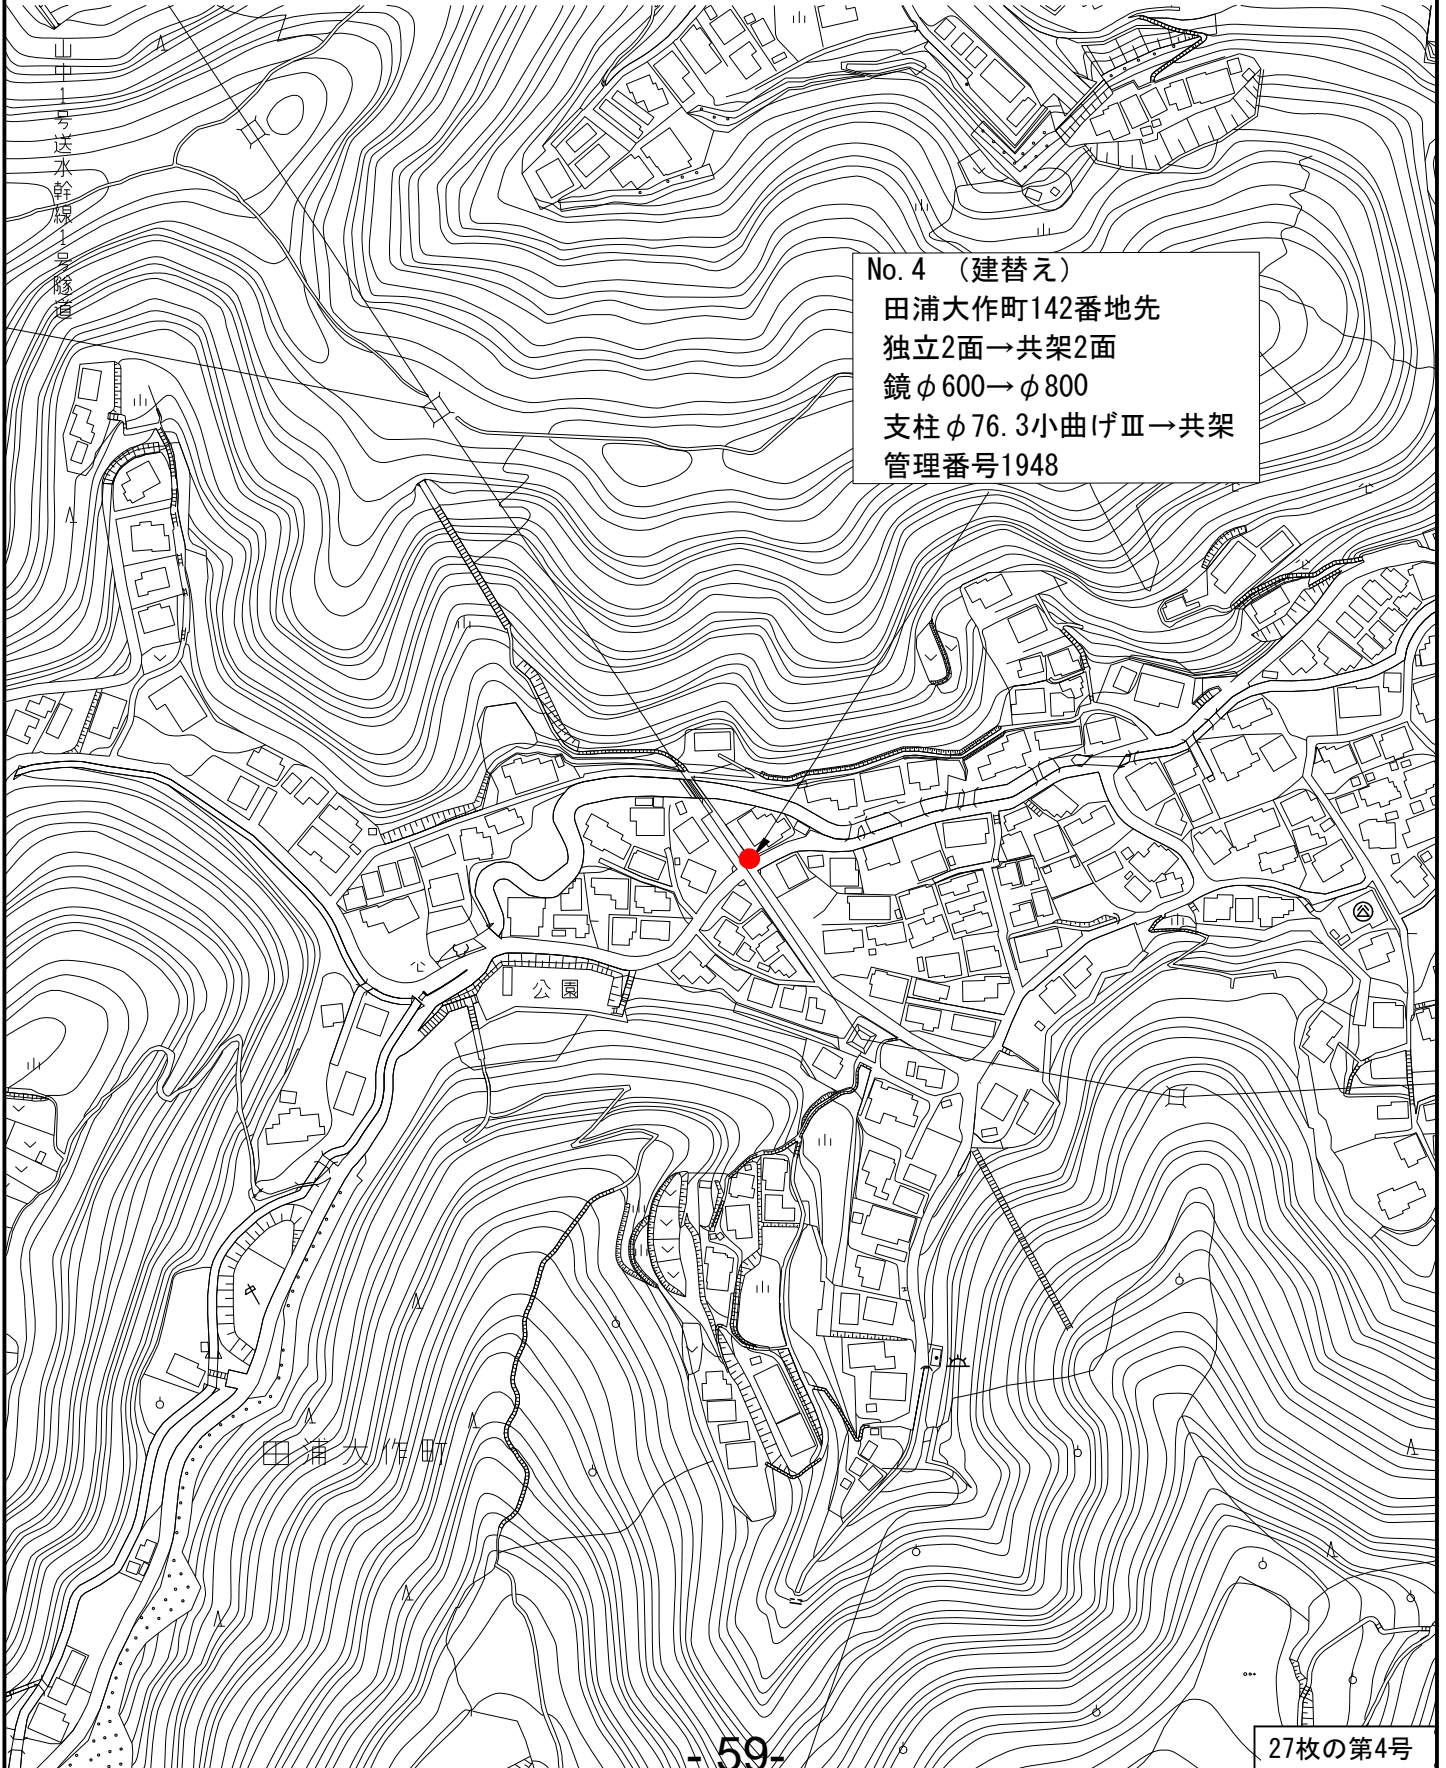 山中1号送水幹線1号隧道
No.4 （建替え）
田浦大作町142番地先
独立2面→共架2面
鏡φ600→φ800
支柱φ76.3小曲げⅢ→共架
管理番号1948
公園
田浦大作町
- 59-
27枚の第4号